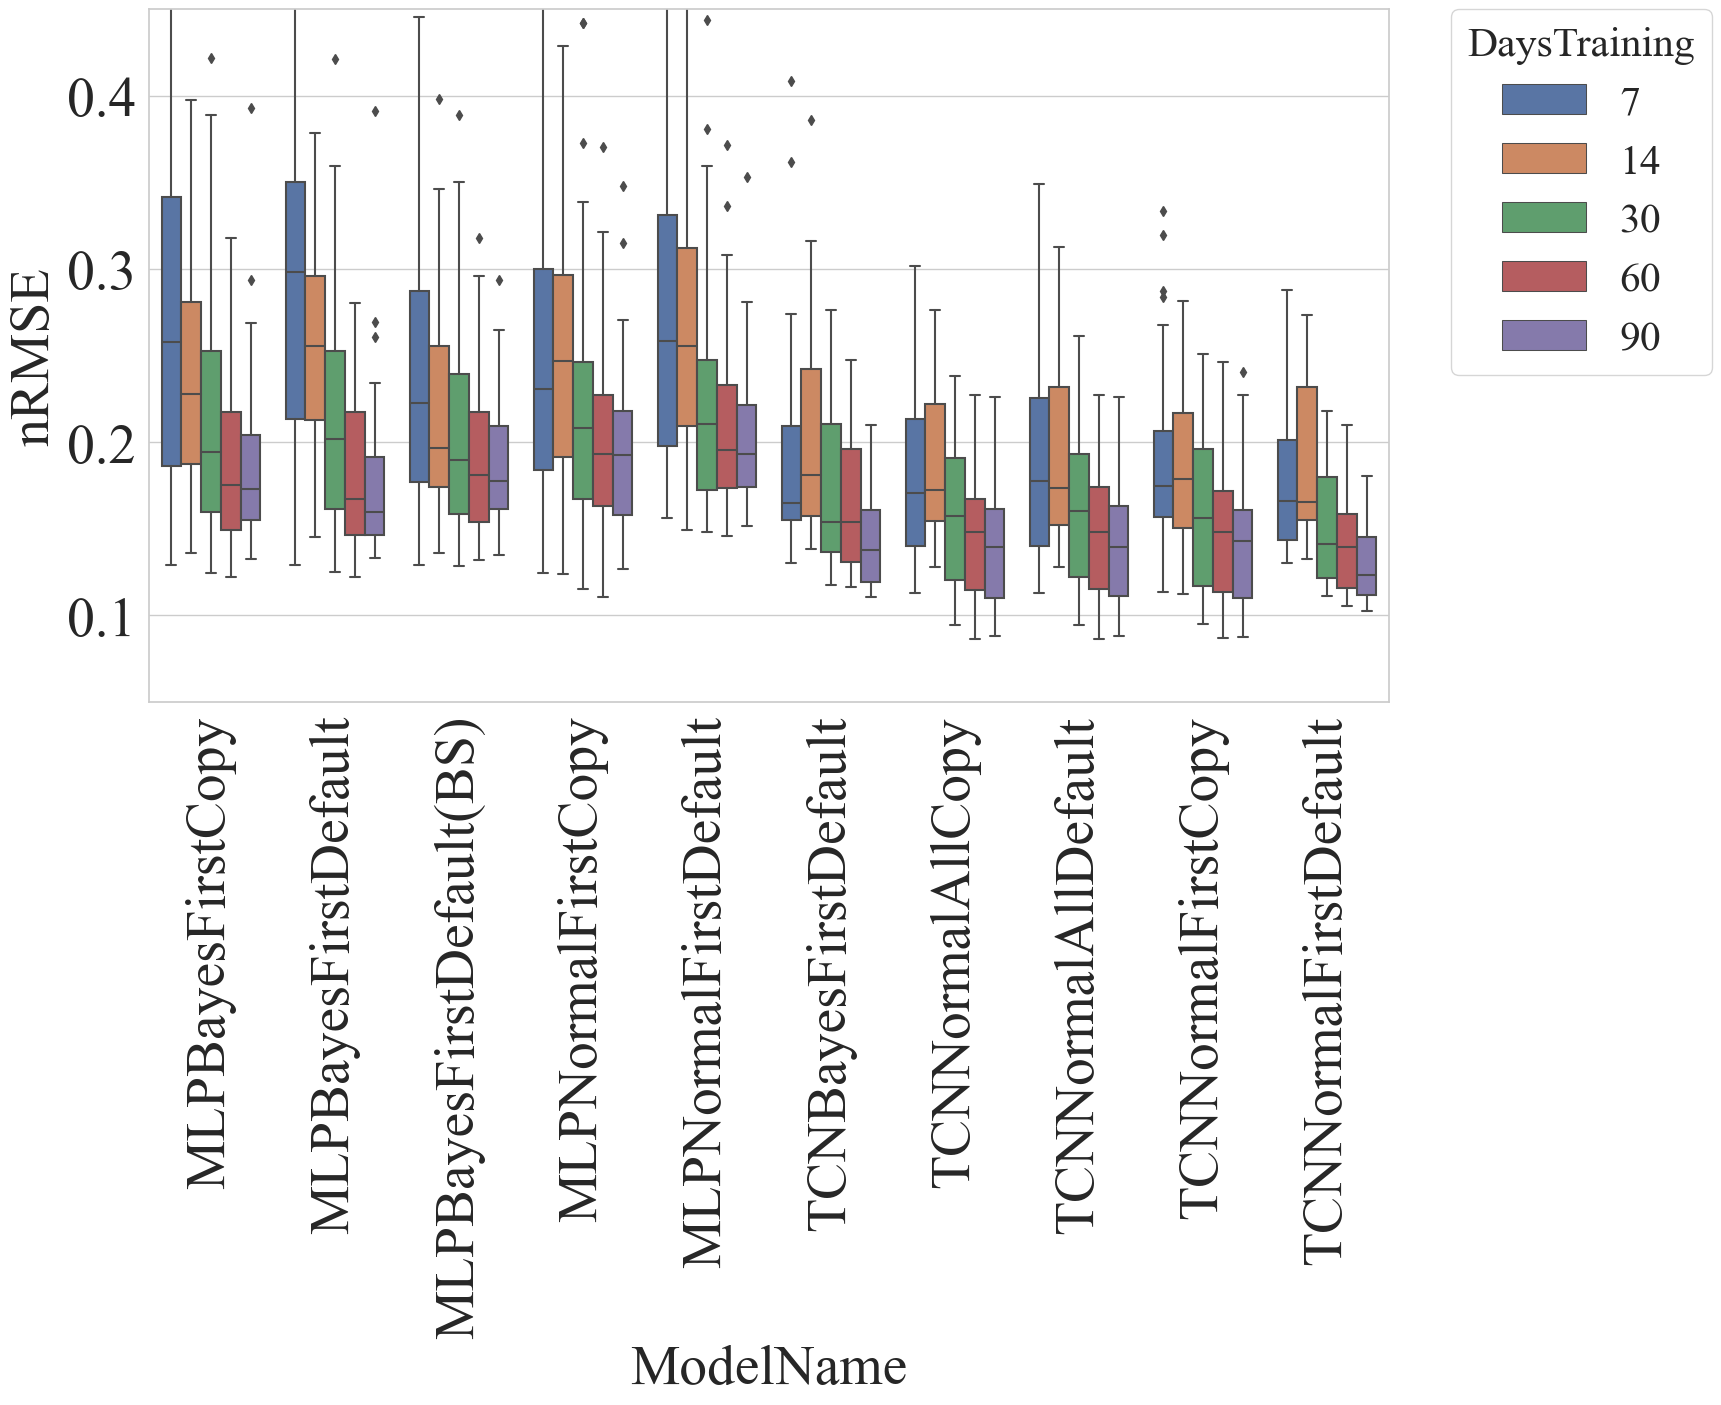 nRMSE
0.4
0.3
0.2
0.1
MLPBayesFirstCopy
MLPBayesFirstDefault
MLPBayesFirstDefault(BS)
MLPNormalFirstCopy
MLPNormalFirstDefault
TCNBayesFirstDefault
TCNNormalAllCopy
TCNNormalAllDefault
TCNNormalFirstCopy
TCNNormalFirstDefault
ModelName
DaysTraining
7
14
30
60
90